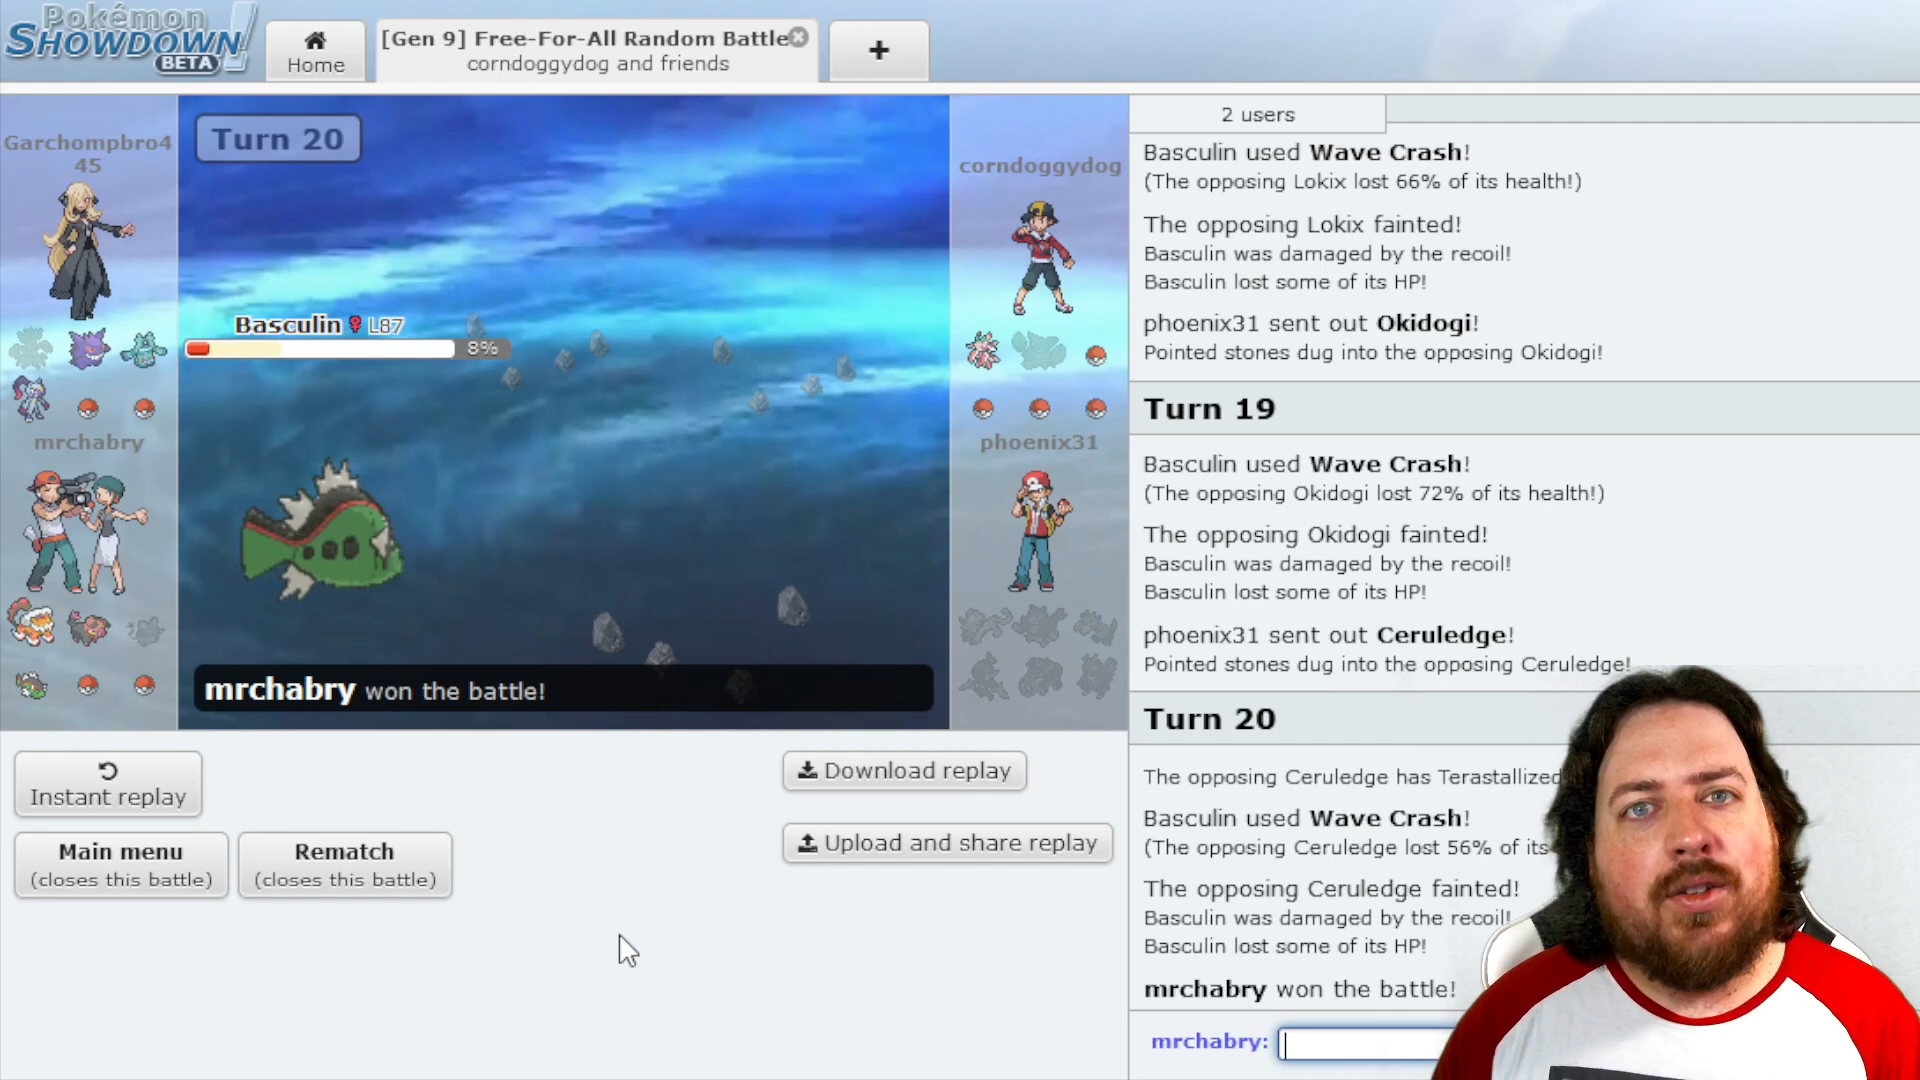 Pokémon
SHOWDOWN!
BETA
Home
[Gen 9] Free-For-All Random Battle
corndoggydog and friends
+
Garchompbro4
45
mrchabry
Turn 20
Basculin L87
8%
mrchabry won the battle!
corndoggydog
phoenix31
Instant replay
Download replay
Upload and share replay
Main menu
(closes this battle)
Rematch
(closes this battle)
2 users
Basculin used Wave Crash!
(The opposing Lokix lost 66% of its health!)
The opposing Lokix fainted!
Basculin was damaged by the recoil!
Basculin lost some of its HP!
phoenix31 sent out Okidogi!
Pointed stones dug into the opposing Okidogi!
Turn 19
Basculin used Wave Crash!
(The opposing Okidogi lost 72% of its health!)
The opposing Okidogi fainted!
Basculin was damaged by the recoil!
Basculin lost some of its HP!
phoenix31 sent out Ceruledge!
Pointed stones dug into the opposing Ceruledge!
Turn 20
The opposing Ceruledge has Terastallized !
Basculin used Wave Crash!
(The opposing Ceruledge lost 56% of its
The opposing Ceruledge fainted!
Basculin was damaged by the recoil!
Basculin lost some of its HP!
mrchabry won the battle!
mrchabry: